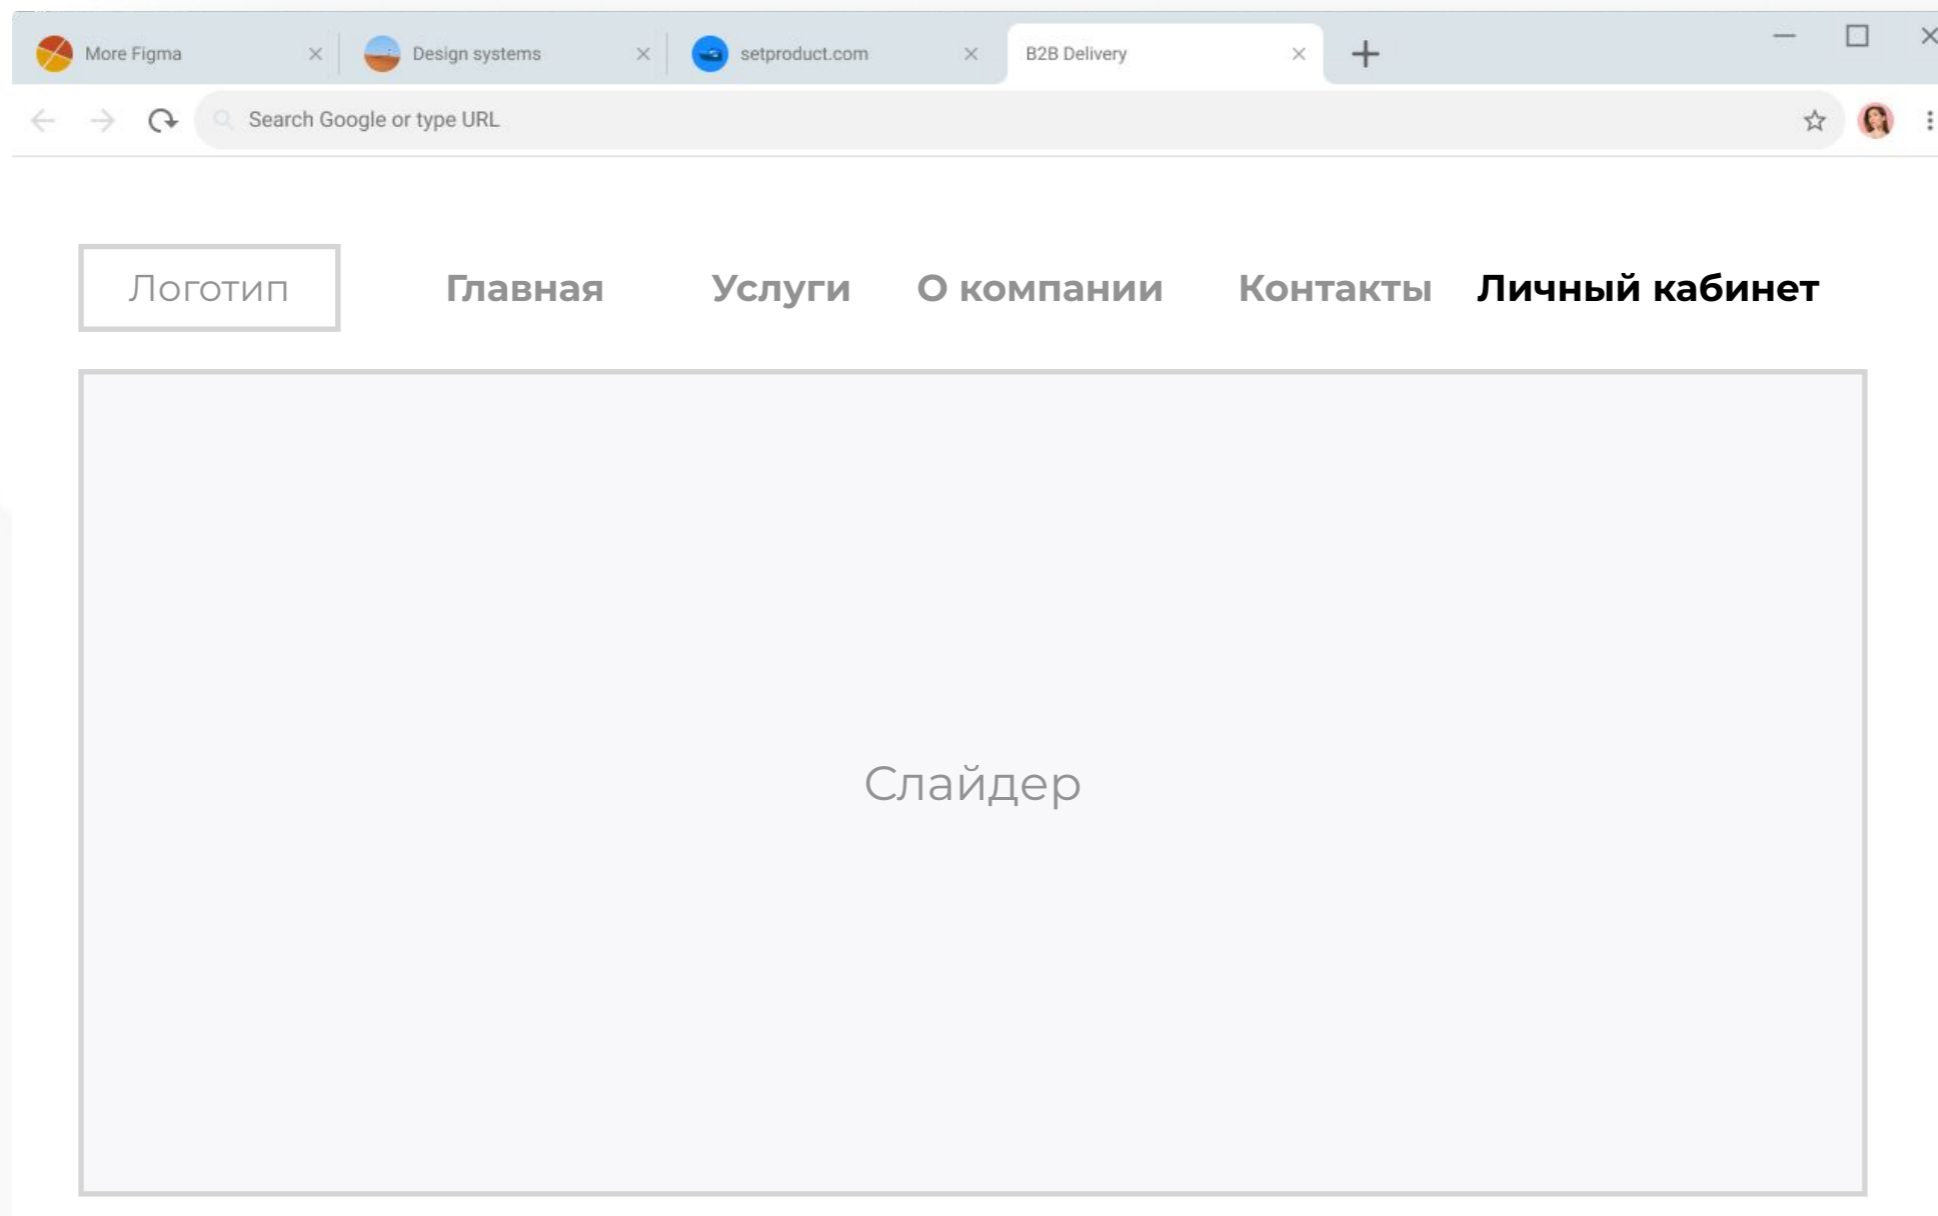 More Figma
Design systems
setproduct.com
B2B Delivery
Search Google or type URL
Логотип
Главная
Услуги
О компании
Контакты
Личный кабинет
Слайдер